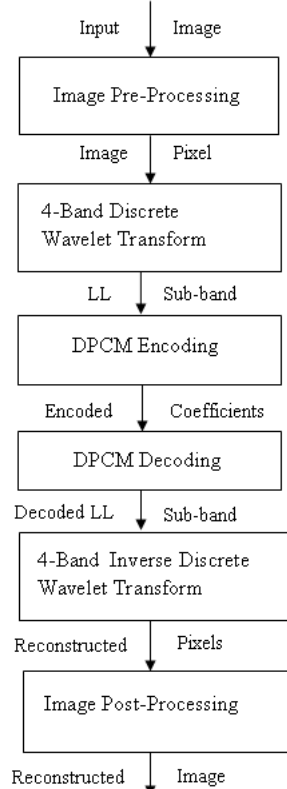 Input Image
Image Pre-Processing
Image Pixel
4-Band Discrete
Wavelet Transform
LL Sub-band
DPCM Encoding
Encoded Coefficients
DPCM Decoding
Decoded LL Sub-band
4-Band Inverse Discrete
Wavelet Transform
Reconstructed Pixels
Image Post-Processing
Reconstructed Image